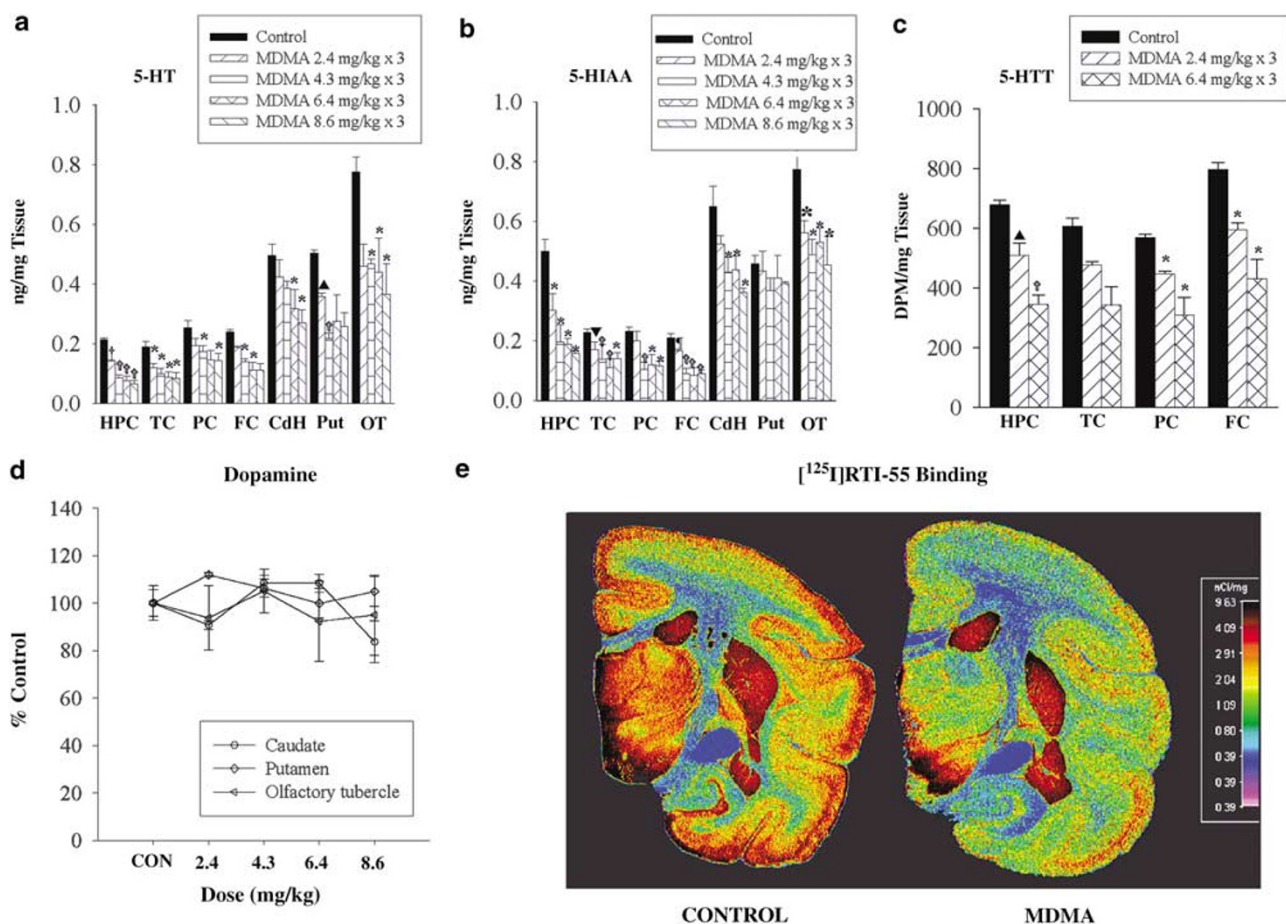 a
5-HT
Control
MDMA 2.4 mg/kg x 3
MDMA 4.3 mg/kg x 3
MDMA 6.4 mg/kg x 3
MDMA 8.6 mg/kg x 3
ng/mg Tissue
1.0
0.8
0.6
0.4
0.2
0.0
HPC TC PC FC CdH Put OT
b
5-HIAA
Control
MDMA 2.4 mg/kg x 3
MDMA 4.3 mg/kg x 3
MDMA 6.4 mg/kg x 3
MDMA 8.6 mg/kg x 3
ng/mg Tissue
1.0
0.8
0.6
0.4
0.2
0.0
HPC TC PC FC CdH Put OT
c
5-HTT
Control
MDMA 2.4 mg/kg x 3
MDMA 6.4 mg/kg x 3
DPM/mg Tissue
1000
800
600
400
200
0
HPC TC PC FC
d
Dopamine
% Control
140
120
100
80
60
40
20
0
Caudate
Putamen
Olfactory tubercle
CON 2.4 4.3 6.4 8.6
Dose (mg/kg)
e
[¹²⁵I]RTI-55 Binding
nCi/mg
9 63
4 09
2 91
2 04
1 09
0 80
0 39
0 39
0 39
CONTROL MDMA